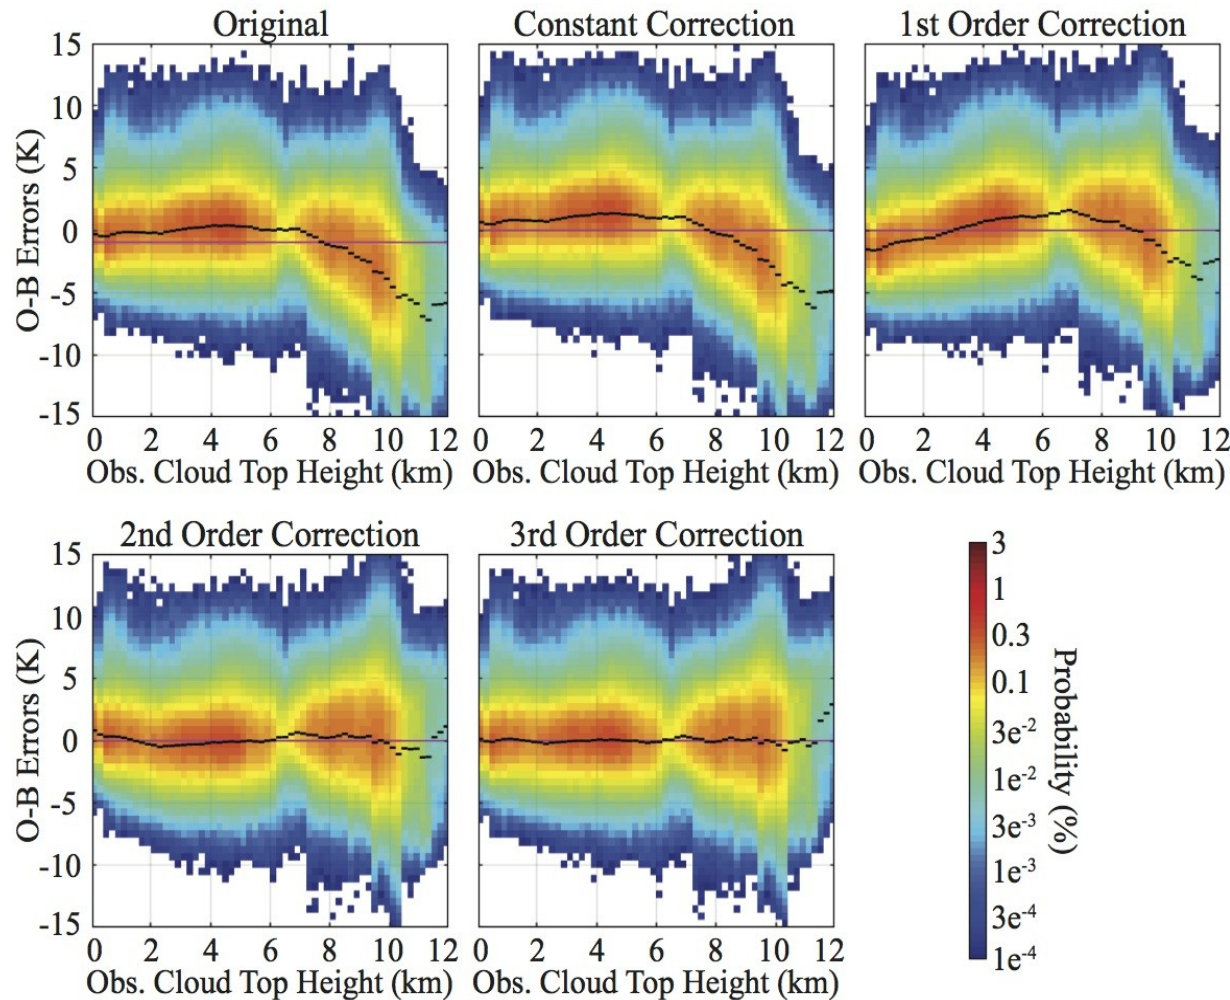 Original
Constant Correction
1st Order Correction
O-B Errors (K)
15
10
5
0
-5
-10
-15
0 2 4 6 8 10 12
0 2 4 6 8 10 12
0 2 4 6 8 10 12
Obs. Cloud Top Height (km)
Obs. Cloud Top Height (km)
Obs. Cloud Top Height (km)
2nd Order Correction
3rd Order Correction
O-B Errors (K)
15
10
5
0
-5
-10
-15
0 2 4 6 8 10 12
0 2 4 6 8 10 12
Obs. Cloud Top Height (km)
Obs. Cloud Top Height (km)
3
1
0.3
0.1
3e-2
1e-2
3e-3
1e-3
3e-4
1e-4
Probability (%)